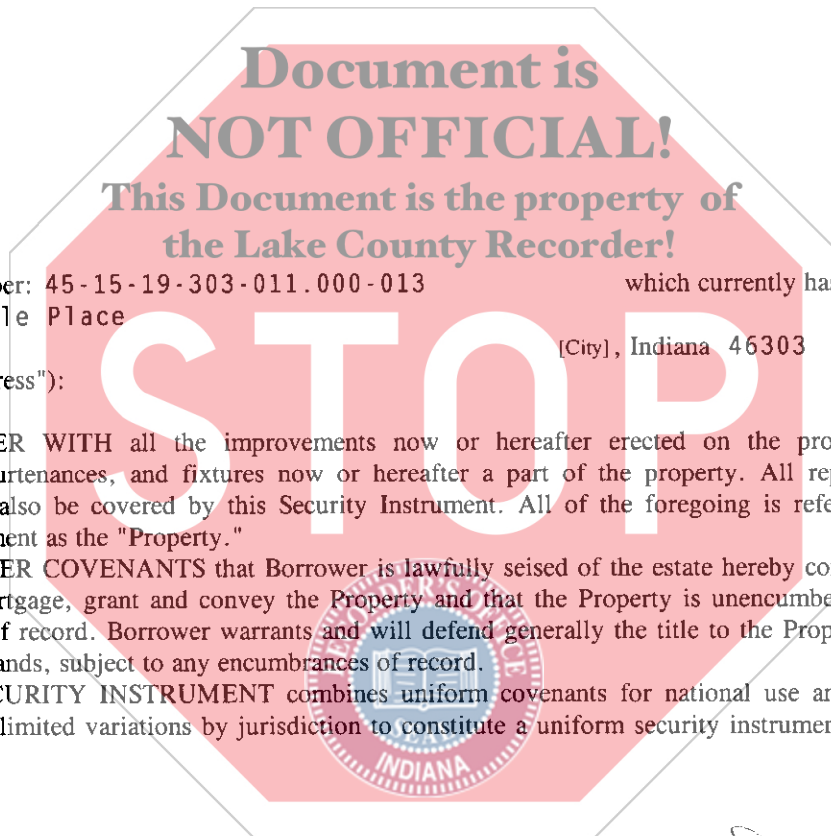 Document is
NOT OFFICIAL!
This Document is the property of
the Lake County Recorder!
er: 45-15-19-303-011.000-013 which currently has
le Place
[City], Indiana 46303
ress"):
STOP
ER WITH all the improvements now or hereafter erected on the pro
urtenances, and fixtures now or hereafter a part of the property. All rep
also be covered by this Security Instrument. All of the foregoing is refe
ent as the "Property."
ER COVENANTS that Borrower is lawfully seised of the estate hereby co
rtgage, grant and convey the Property and that the Property is unencumbe
f record. Borrower warrants and will defend generally the title to the Prop
ands, subject to any encumbrances of record.
CURITY INSTRUMENT combines uniform covenants for national use an
limited variations by jurisdiction to constitute a uniform security instrumen
RECORDER'S OFFICE
SEAL
INDIANA